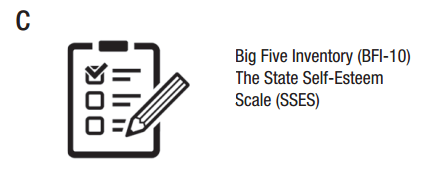 C
Big Five Inventory (BFI-10)
The State Self-Esteem
Scale (SSES)